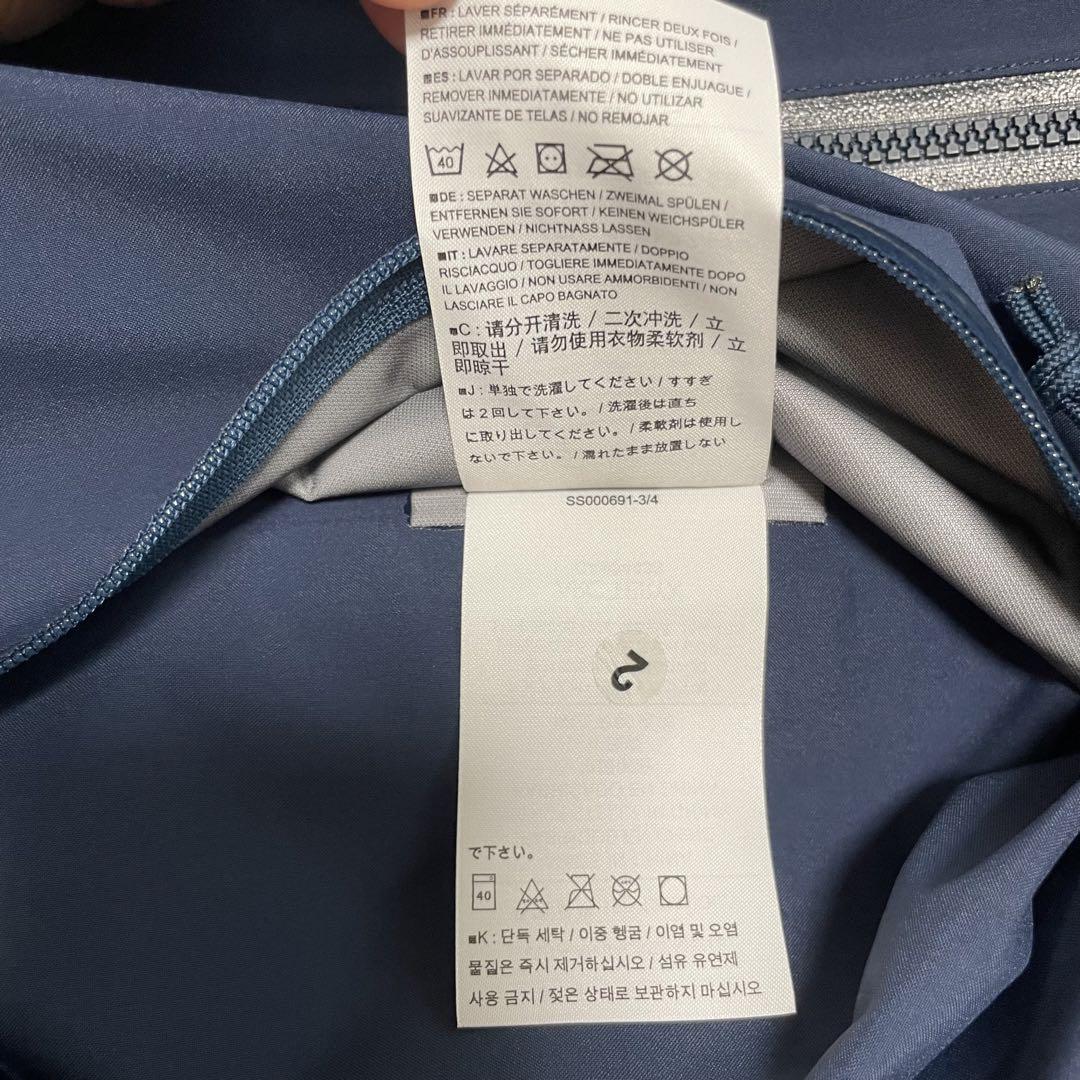 ■FR : LAVER SÉPARÉMENT / RINCER DEUX FOIS /
RETIRER IMMÉDIATEMENT / NE PAS UTILISER
D'ASSOUPLISSANT / SÉCHER IMMÉDIATEMENT
■ES : LAVAR POR SEPARADO / DOBLE ENJUAGUE /
REMOVER INMEDIATAMENTE / NO UTILIZAR
SUAVIZANTE DE TELAS / NO REMOJAR
40
■DE : SEPARAT WASCHEN / ZWEIMAL SPÜLEN /
ENTFERNEN SIE SOFORT / KEINEN WEICHSPÜLER
VERWENDEN / NICHTNASS LASSEN
■IT : LAVARE SEPARATAMENTE / DOPPIO
RISCIACQUO / TOGLIERE IMMEDIATAMENTE DOPO
IL LAVAGGIO / NON USARE AMMORBIDENTI / NON
LASCIARE IL CAPO BAGNATO
■C : 请分开清洗 / 二次冲洗 / 立
即取出 / 请勿使用衣物柔软剂 / 立
即晾干
■J : 単独で洗濯してください / すすぎ
は2回して下さい。/ 洗濯後は直ち
に取り出してください。/ 柔軟剤は使用し
ないで下さい。/ 濡れたまま放置しない
SS000691-3/4
2
で下さい。
40
■K : 단독 세탁 / 이중 헹굼 / 이염 및 오염
물질은 즉시 제거하십시오 / 섬유 유연제
사용 금지 / 젖은 상태로 보관하지 마십시오